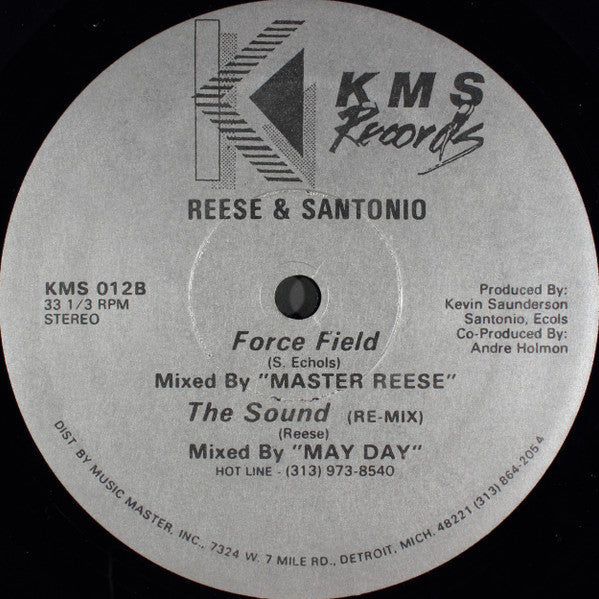 KMS
Records
REESE & SANTONIO
KMS 012B
33 1/3 RPM
STEREO
Produced By:
Kevin Saunderson
Santonio, Ecols
Co-Produced By:
Andre Holmon
Force Field
(S. Echols)
Mixed By "MASTER REESE"
The Sound (RE-MIX)
(Reese)
Mixed By "MAY DAY"
HOT LINE - (313) 973-8540
DIST BY MUSIC MASTER, INC., 7324 W. 7 MILE RD., DETROIT, MICH. 48221 (313) 864-2054